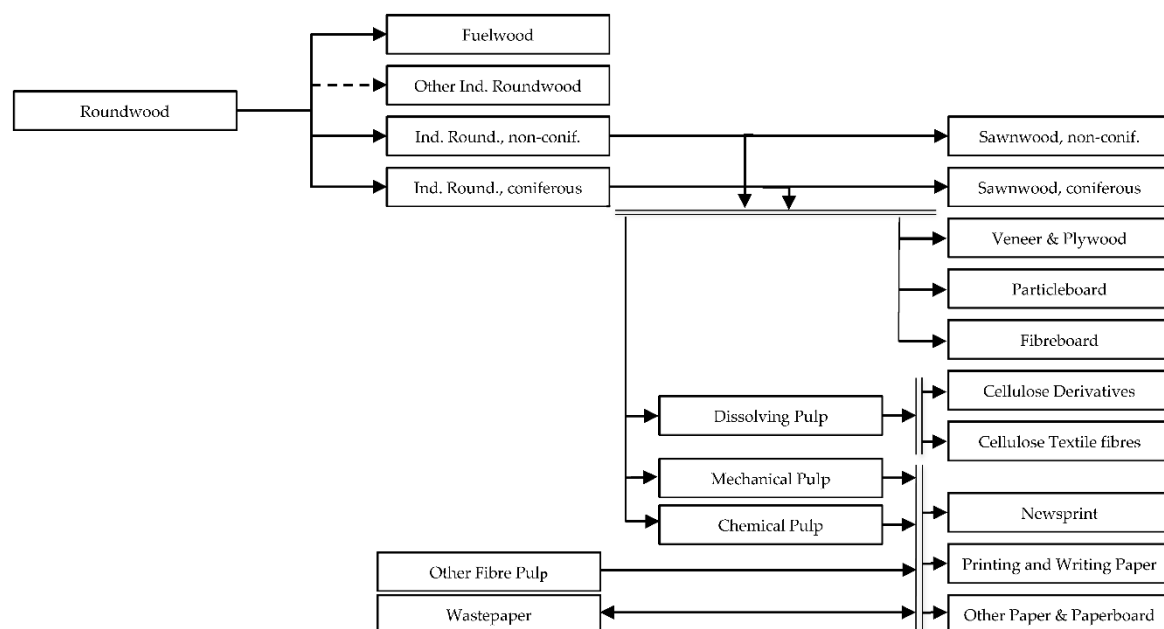 Fuelwood
Other Ind. Roundwood
Roundwood
Ind. Round., non-conif.
Sawnwood, non-conif.
Ind. Round., coniferous
Sawnwood, coniferous
Veneer & Plywood
Particleboard
Fibreboard
Cellulose Derivatives
Dissolving Pulp
Cellulose Textile fibres
Mechanical Pulp
Newsprint
Chemical Pulp
Other Fibre Pulp
Printing and Writing Paper
Wastepaper
Other Paper & Paperboard